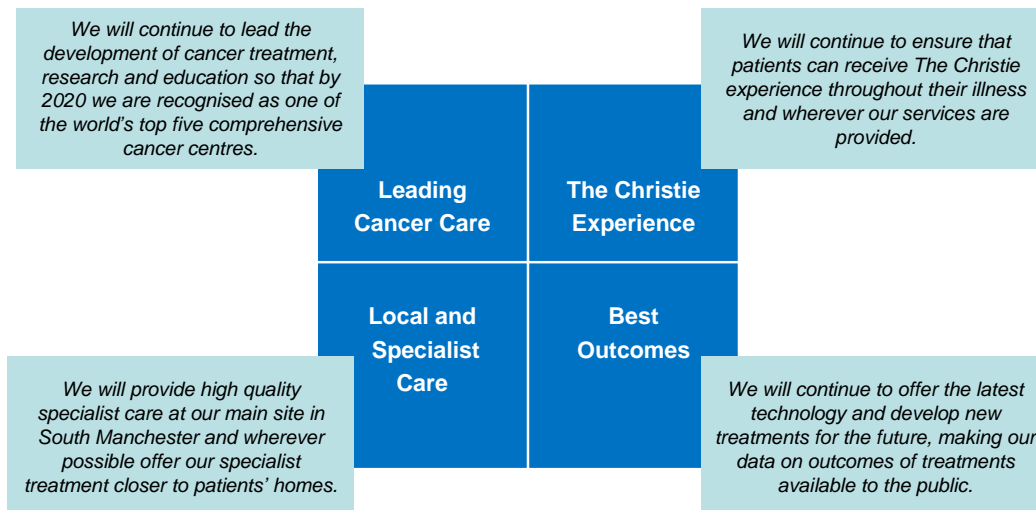 We will continue to lead the
development of cancer treatment,
research and education so that by
2020 we are recognised as one of
the world's top five comprehensive
cancer centres.
We will continue to ensure that
patients can receive The Christie
experience throughout their illness
and wherever our services are
provided.
Leading
Cancer Care
The Christie
Experience
Local and
Specialist
Care
Best
Outcomes
We will provide high quality
specialist care at our main site in
South Manchester and wherever
possible offer our specialist
treatment closer to patients' homes.
We will continue to offer the latest
technology and develop new
treatments for the future, making our
data on outcomes of treatments
available to the public.